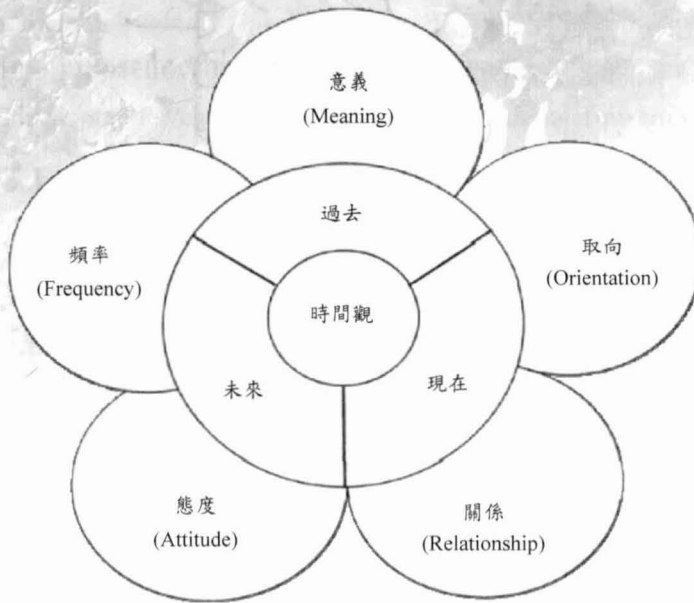 意義
(Meaning)
頻率
(Frequency)
過去
取向
(Orientation)
時間觀
未來
現在
態度
(Attitude)
關係
(Relationship)